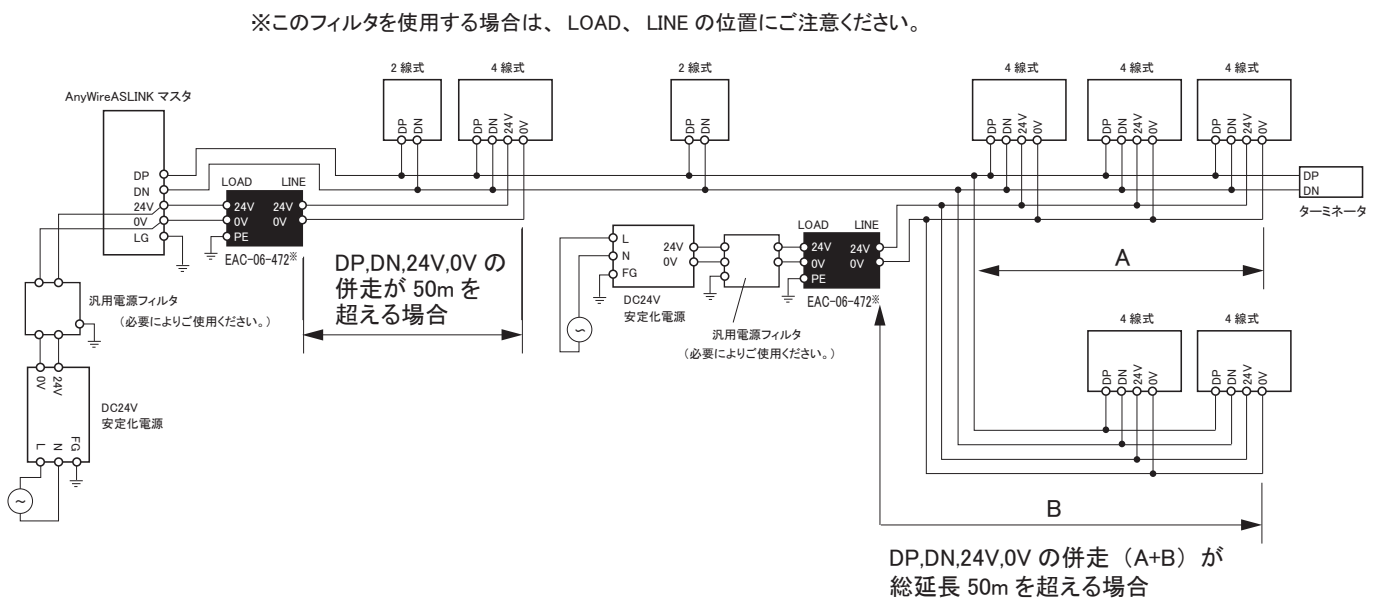 ※このフィルタを使用する場合は、 LOAD、 LINE の位置にご注意ください。
2 線式
4 線式
2 線式
4 線式
4 線式
4 線式
AnyWireASLINK マスタ
DP
DN
DP
DN
24V
0V
DP
DN
DP
DN
24V
0V
DP
DN
24V
0V
DP
DN
24V
0V
DP
DN
24V
0V
LG
LOAD
LINE
24V
24V
0V
0V
PE
EAC-06-472※
DP
DN
ターミネータ
L
N
FG
24V
0V
DC24V
安定化電源
LOAD
LINE
24V
24V
0V
0V
PE
EAC-06-472※
汎用電源フィルタ
（必要によりご使用ください。）
A
DP,DN,24V,0V の
併走が 50m を
超える場合
汎用電源フィルタ
（必要によりご使用ください。）
0V
24V
L
N
FG
DC24V
安定化電源
~
~
4 線式
4 線式
DP
DN
24V
0V
DP
DN
24V
0V
B
DP,DN,24V,0V の併走（A+B）が
総延長 50m を超える場合